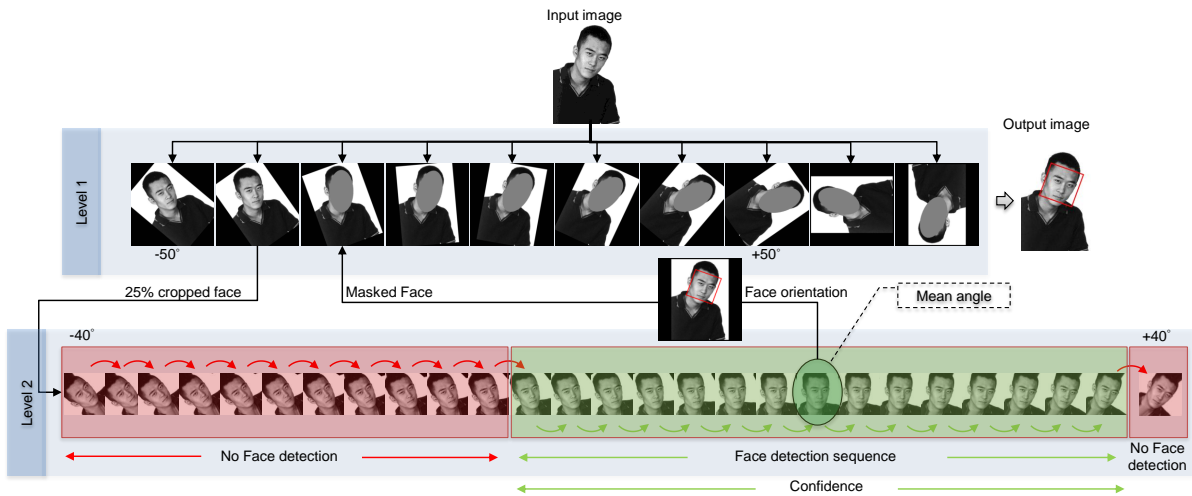 Input image
Output image
Level 1
-50°
+50°
25% cropped face
Masked Face
Face orientation
Mean angle
Level 2
-40°
+40°
No Face detection
Face detection sequence
No Face
detection
Confidence